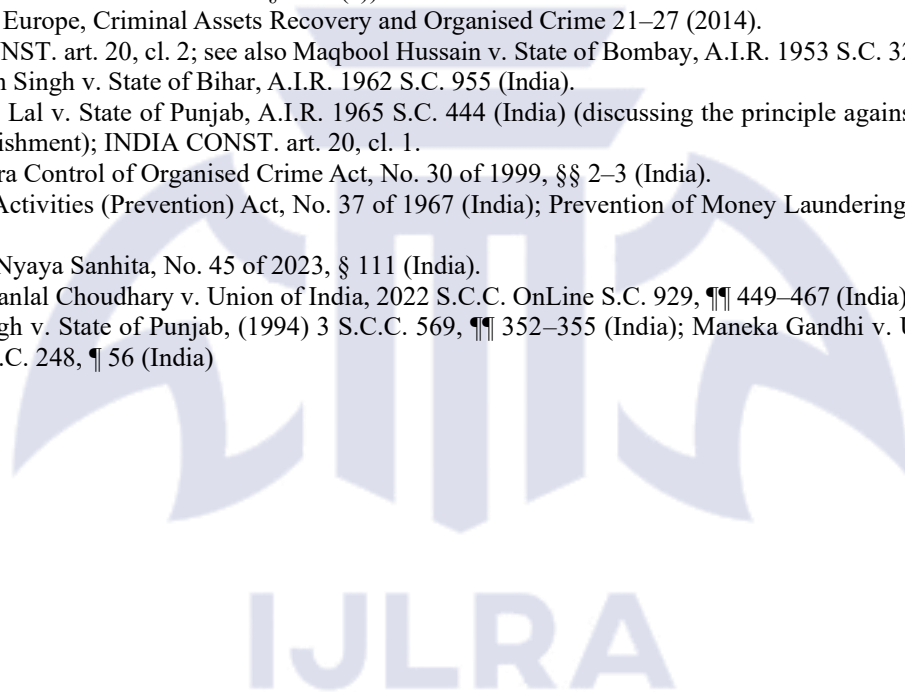 Europe, Criminal Assets Recovery and Organised Crime 21–27 (2014).
NST. art. 20, cl. 2; see also Maqbool Hussain v. State of Bombay, A.I.R. 1953 S.C. 32
Singh v. State of Bihar, A.I.R. 1962 S.C. 955 (India).
Lal v. State of Punjab, A.I.R. 1965 S.C. 444 (India) (discussing the principle agains
ishment); INDIA CONST. art. 20, cl. 1.
ra Control of Organised Crime Act, No. 30 of 1999, §§ 2–3 (India).
Activities (Prevention) Act, No. 37 of 1967 (India); Prevention of Money Laundering
Nyaya Sanhita, No. 45 of 2023, § 111 (India).
anlal Choudhary v. Union of India, 2022 S.C.C. OnLine S.C. 929, ¶¶ 449–467 (India)
gh v. State of Punjab, (1994) 3 S.C.C. 569, ¶¶ 352–355 (India); Maneka Gandhi v. U
.C. 248, ¶ 56 (India)
IJLRA